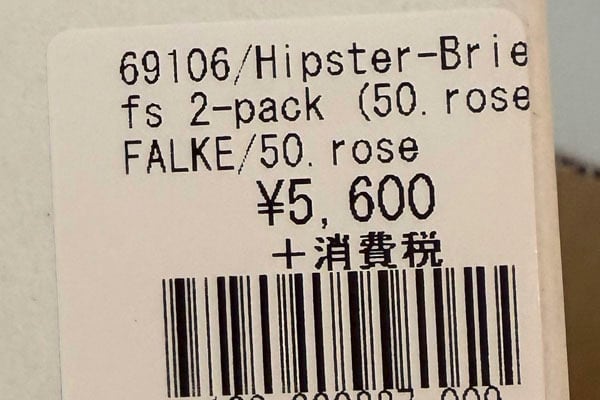 69106/Hipster-Brie
fs 2-pack (50. rose
FALKE/50. rose
¥5,600
+消費税